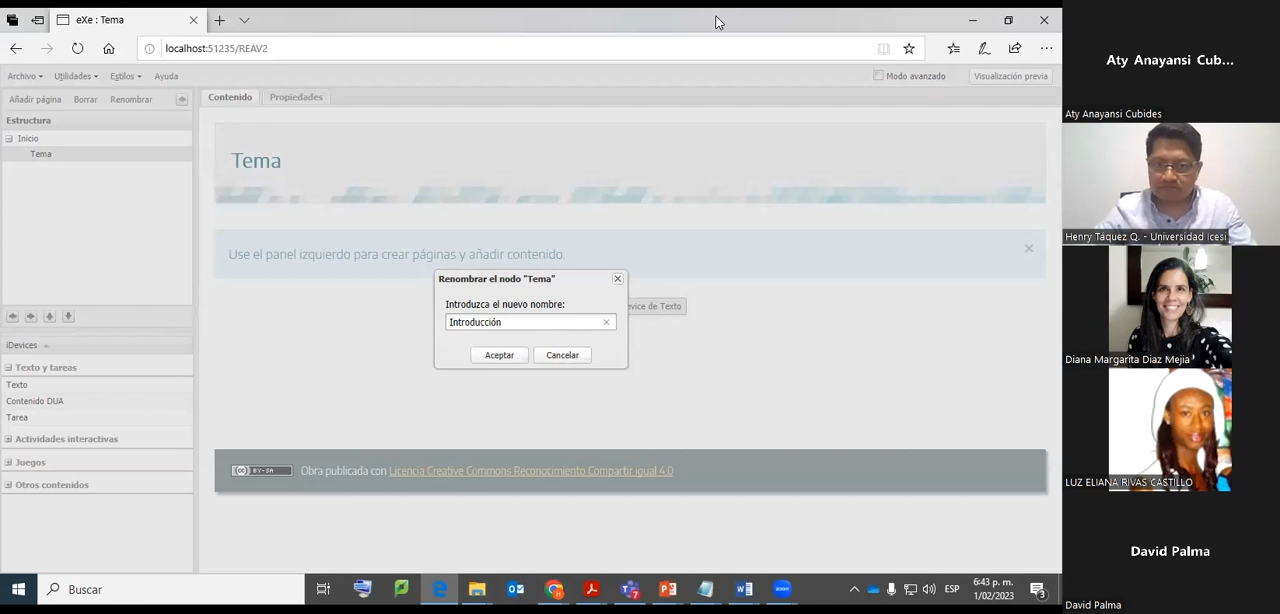 eXe : Tema
localhost:51235/REAV2
Archivo Utilidades Estilos Ayuda
Modo avanzado
Visualización previa
Añadir página Borrar Renombrar
Contenido Propiedades
Estructura
Inicio
Tema
Tema
Use el panel izquierdo para crear páginas y añadir contenido.
Renombrar el nodo "Tema"
Introduzca el nuevo nombre:
Introducción
Aceptar Cancelar
de Texto
iDevices
Texto y tareas
Texto
Contenido DUA
Tarea
Actividades interactivas
Juegos
Otros contenidos
CC BY-SA
Obra publicada con Licencia Creative Commons Reconocimiento Compartir igual 4.0
Buscar
ESP
6:43 p. m.
1/02/2023
3
Aty Anayansi Cub...
Aty Anayansi Cubides
Henry Táquez Q. - Universidad Icesi
Diana Margarita Diaz Mejia
LUZ ELIANA RIVAS CASTILLO
David Palma
David Palma